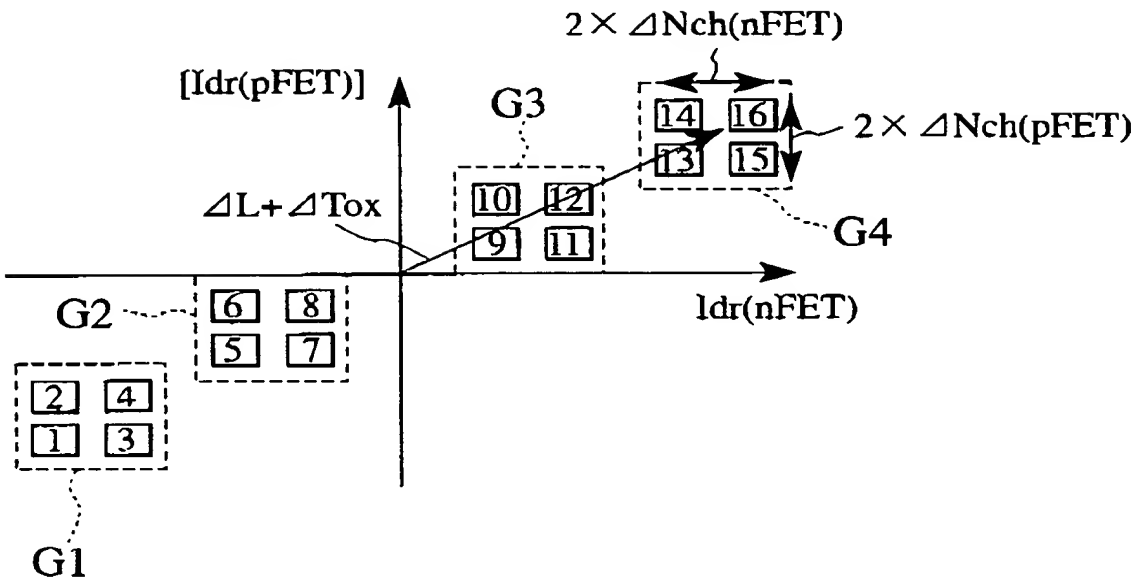 2×⊿Nch(nFET)
[Idr(pFET)]
G3
14 16
2×⊿Nch(pFET)
13 15
10 12
⊿L+⊿Tox
9 11
G4
G2
6 8
Idr(nFET)
5 7
2 4
1 3
G1